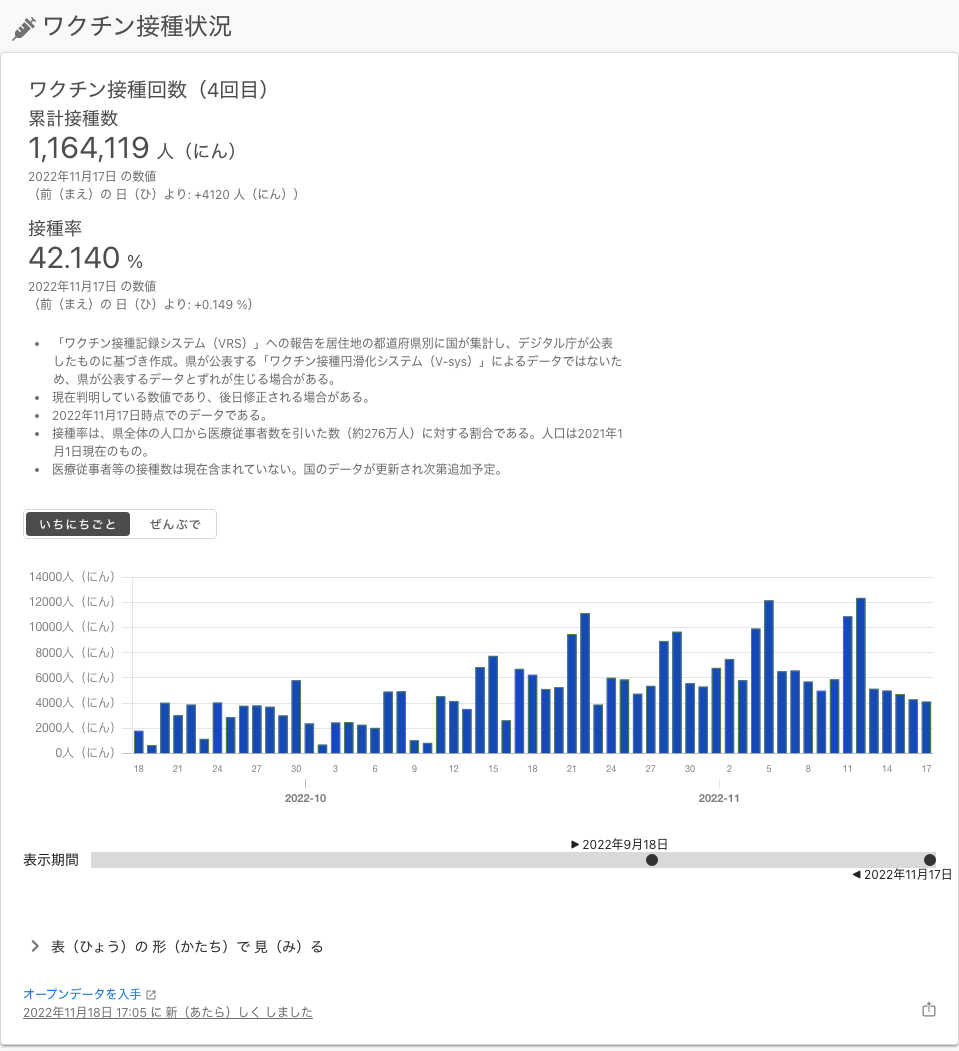 ワクチン接種状況
ワクチン接種回数（4回目）
累計接種数
1,164,119 人（にん）
2022年11月17日 の数値
（前（まえ）の 日（ひ）より: +4120 人（にん））
接種率
42.140 %
2022年11月17日 の数値
（前（まえ）の 日（ひ）より: +0.149 %）
• 「ワクチン接種記録システム（VRS）」への報告を居住地の都道府県別に国が集計し、デジタル庁が公表
したものに基づき作成。県が公表する「ワクチン接種円滑化システム（V-sys）」によるデータではないた
め、県が公表するデータとずれが生じる場合がある。
• 現在判明している数値であり、後日修正される場合がある。
• 2022年11月17日時点でのデータである。
• 接種率は、県全体の人口から医療従事者数を引いた数（約276万人）に対する割合である。人口は2021年1
月1日現在のもの。
• 医療従事者等の接種数は現在含まれていない。国のデータが更新され次第追加予定。
いちにちごと ぜんぶで
14000人（にん）
12000人（にん）
10000人（にん）
8000人（にん）
6000人（にん）
4000人（にん）
2000人（にん）
0人（にん）
18 21 24 27 30 3 6 9 12 15 18 21 24 27 30 2 5 8 11 14 17
2022-10 2022-11
▶ 2022年9月18日
表示期間
◀ 2022年11月17日
表（ひょう）の 形（かたち）で 見（み）る
オープンデータを入手
2022年11月18日 17:05 に 新（あたら）しく しました